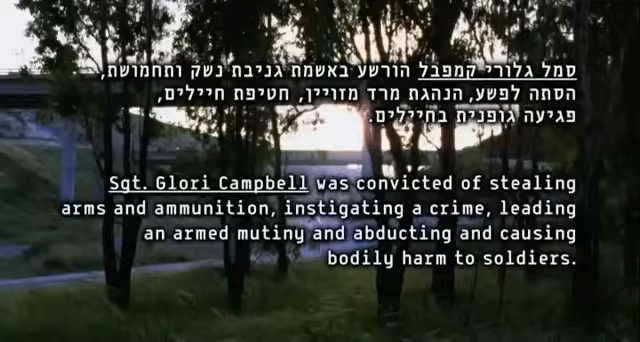 סמל גלורי קמפבל הורשע באשמת גניבת נשק ותחמושת,
הסתה לפשע, הנהגת מרד מזויין, חטיפת חיילים,
פגיעה גופנית בחיילים.
Sgt. Glori Campbell was convicted of stealing
arms and ammunition, instigating a crime, leading
an armed mutiny and abducting and causing
bodily harm to soldiers.